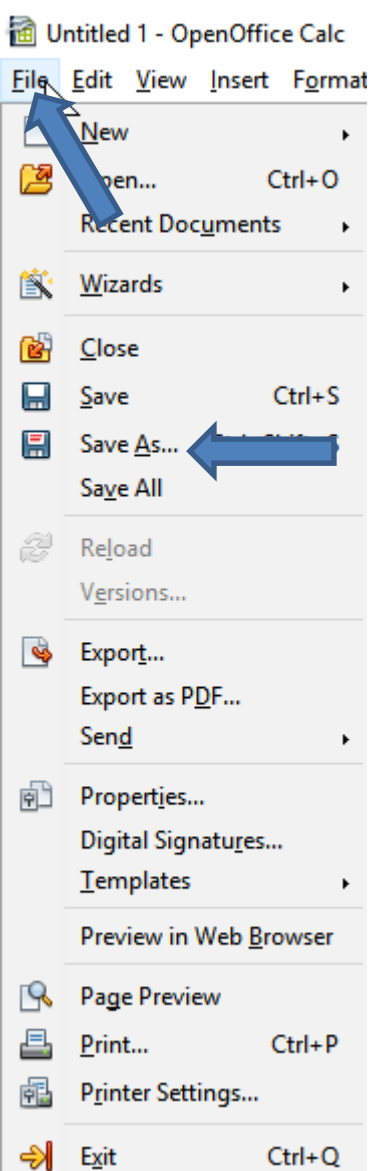 Untitled 1 - OpenOffice Calc
File Edit View Insert Format
New
Recent Documents
Wizards
Close
Save Ctrl+S
Save As...
Save All
Reload
Versions...
Export...
Export as PDF...
Send
Properties...
Digital Signatures...
Templates
Preview in Web Browser
Page Preview
Print... Ctrl+P
Printer Settings...
Exit Ctrl+Q